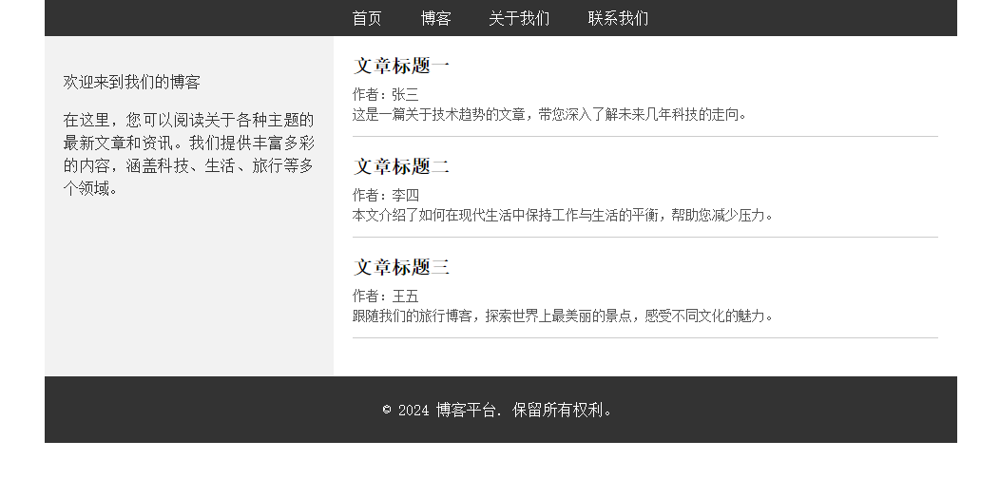 首页 博客 关于我们 联系我们
欢迎来到我们的博客
在这里，您可以阅读关于各种主题的
最新文章和资讯。我们提供丰富多彩
的内容，涵盖科技、生活、旅行等多
个领域。
文章标题一
作者：张三
这是一篇关于技术趋势的文章，带您深入了解未来几年科技的走向。
文章标题二
作者：李四
本文介绍了如何在现代生活中保持工作与生活的平衡，帮助您减少压力。
文章标题三
作者：王五
跟随我们的旅行博客，探索世界上最美丽的景点，感受不同文化的魅力。
© 2024 博客平台. 保留所有权利。